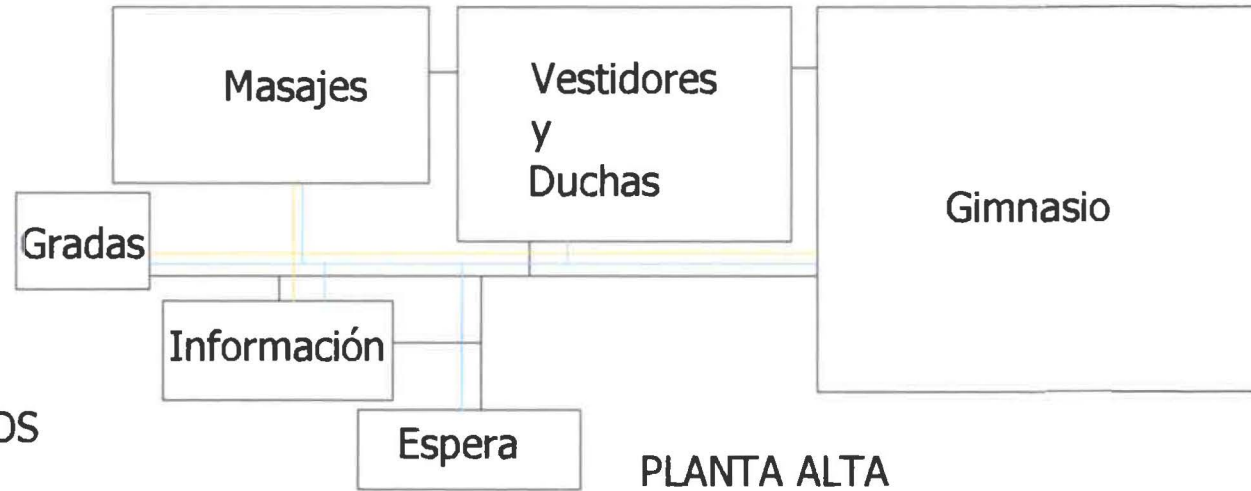 Masajes
Vestidores
y
Duchas
Gimnasio
Gradas
Información
Espera
PLANTA ALTA